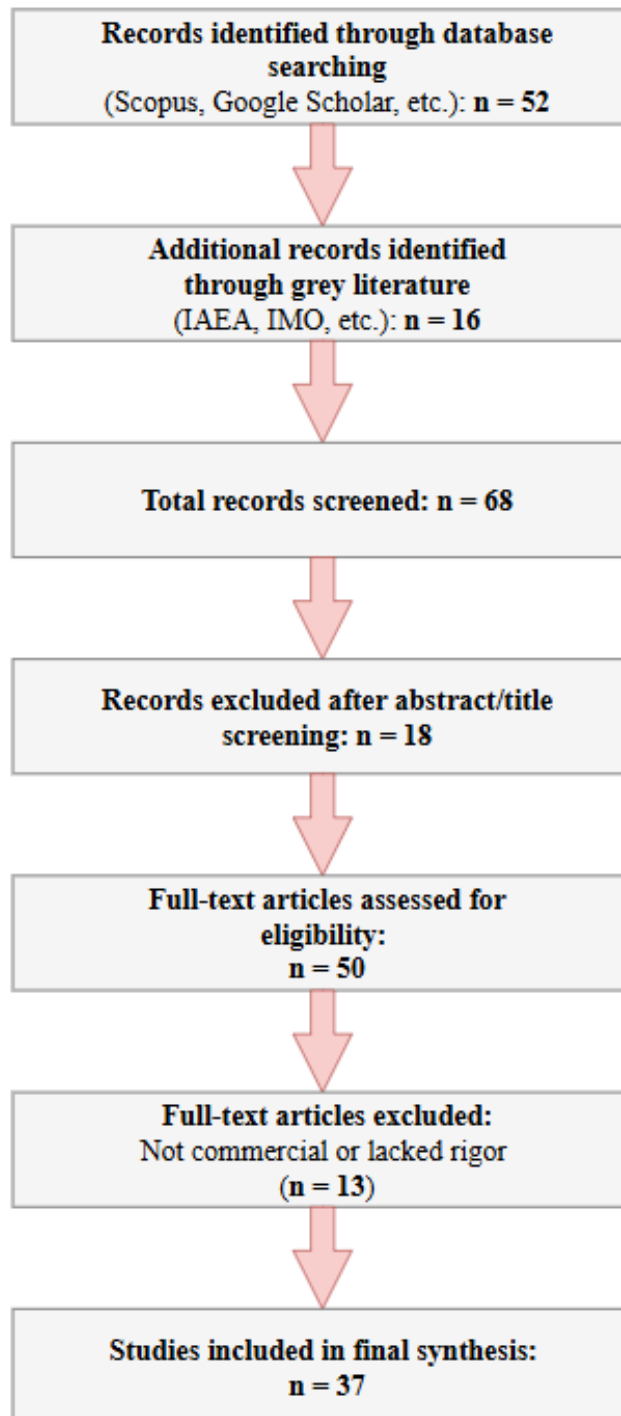 Records identified through database
searching
(Scopus, Google Scholar, etc.): n = 52
Additional records identified
through grey literature
(IAEA, IMO, etc.): n = 16
Total records screened: n = 68
Records excluded after abstract/title
screening: n = 18
Full-text articles assessed for
eligibility:
n = 50
Full-text articles excluded:
Not commercial or lacked rigor
(n = 13)
Studies included in final synthesis:
n = 37